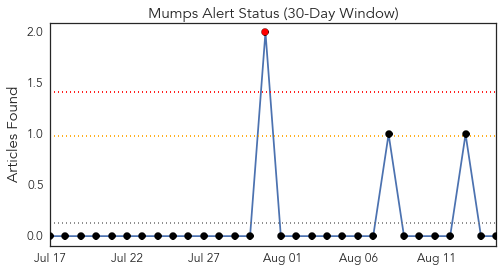 Mumps Alert Status (30-Day Window)
Articles Found
2.0
1.5
1.0
0.5
0.0
Jul 17 Jul 22 Jul 27 Aug 01 Aug 06 Aug 11